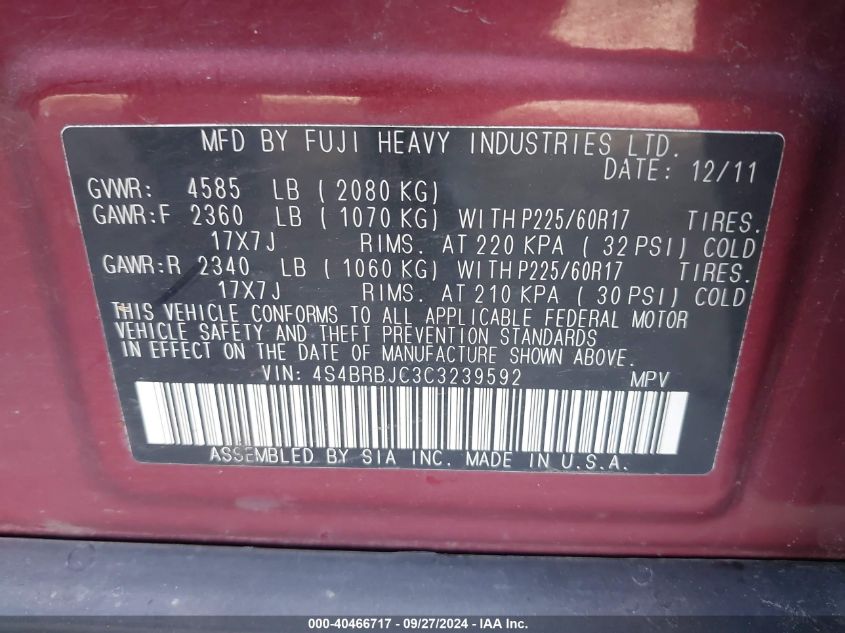 MFD BY FUJI HEAVY INDUSTRIES LTD.
DATE: 12/11
GVWR: 4585 LB ( 2080 KG)
GAWR:F 2360 LB ( 1070 KG) WITH P225/60R17 TIRES.
17X7J RIMS. AT 220 KPA ( 32 PSI) COLD
GAWR:R 2340 LB ( 1060 KG) WITH P225/60R17 TIRES.
17X7J RIMS. AT 210 KPA ( 30 PSI) COLD
THIS VEHICLE CONFORMS TO ALL APPLICABLE FEDERAL MOTOR
VEHICLE SAFETY AND THEFT PREVENTION STANDARDS
IN EFFECT ON THE DATE OF MANUFACTURE SHOWN ABOVE.
VIN: 4S4BRBJC3C3239592 MPV
ASSEMBLED BY SIA INC. MADE IN U.S.A.
000-40466717 - 09/27/2024 - IAA Inc.